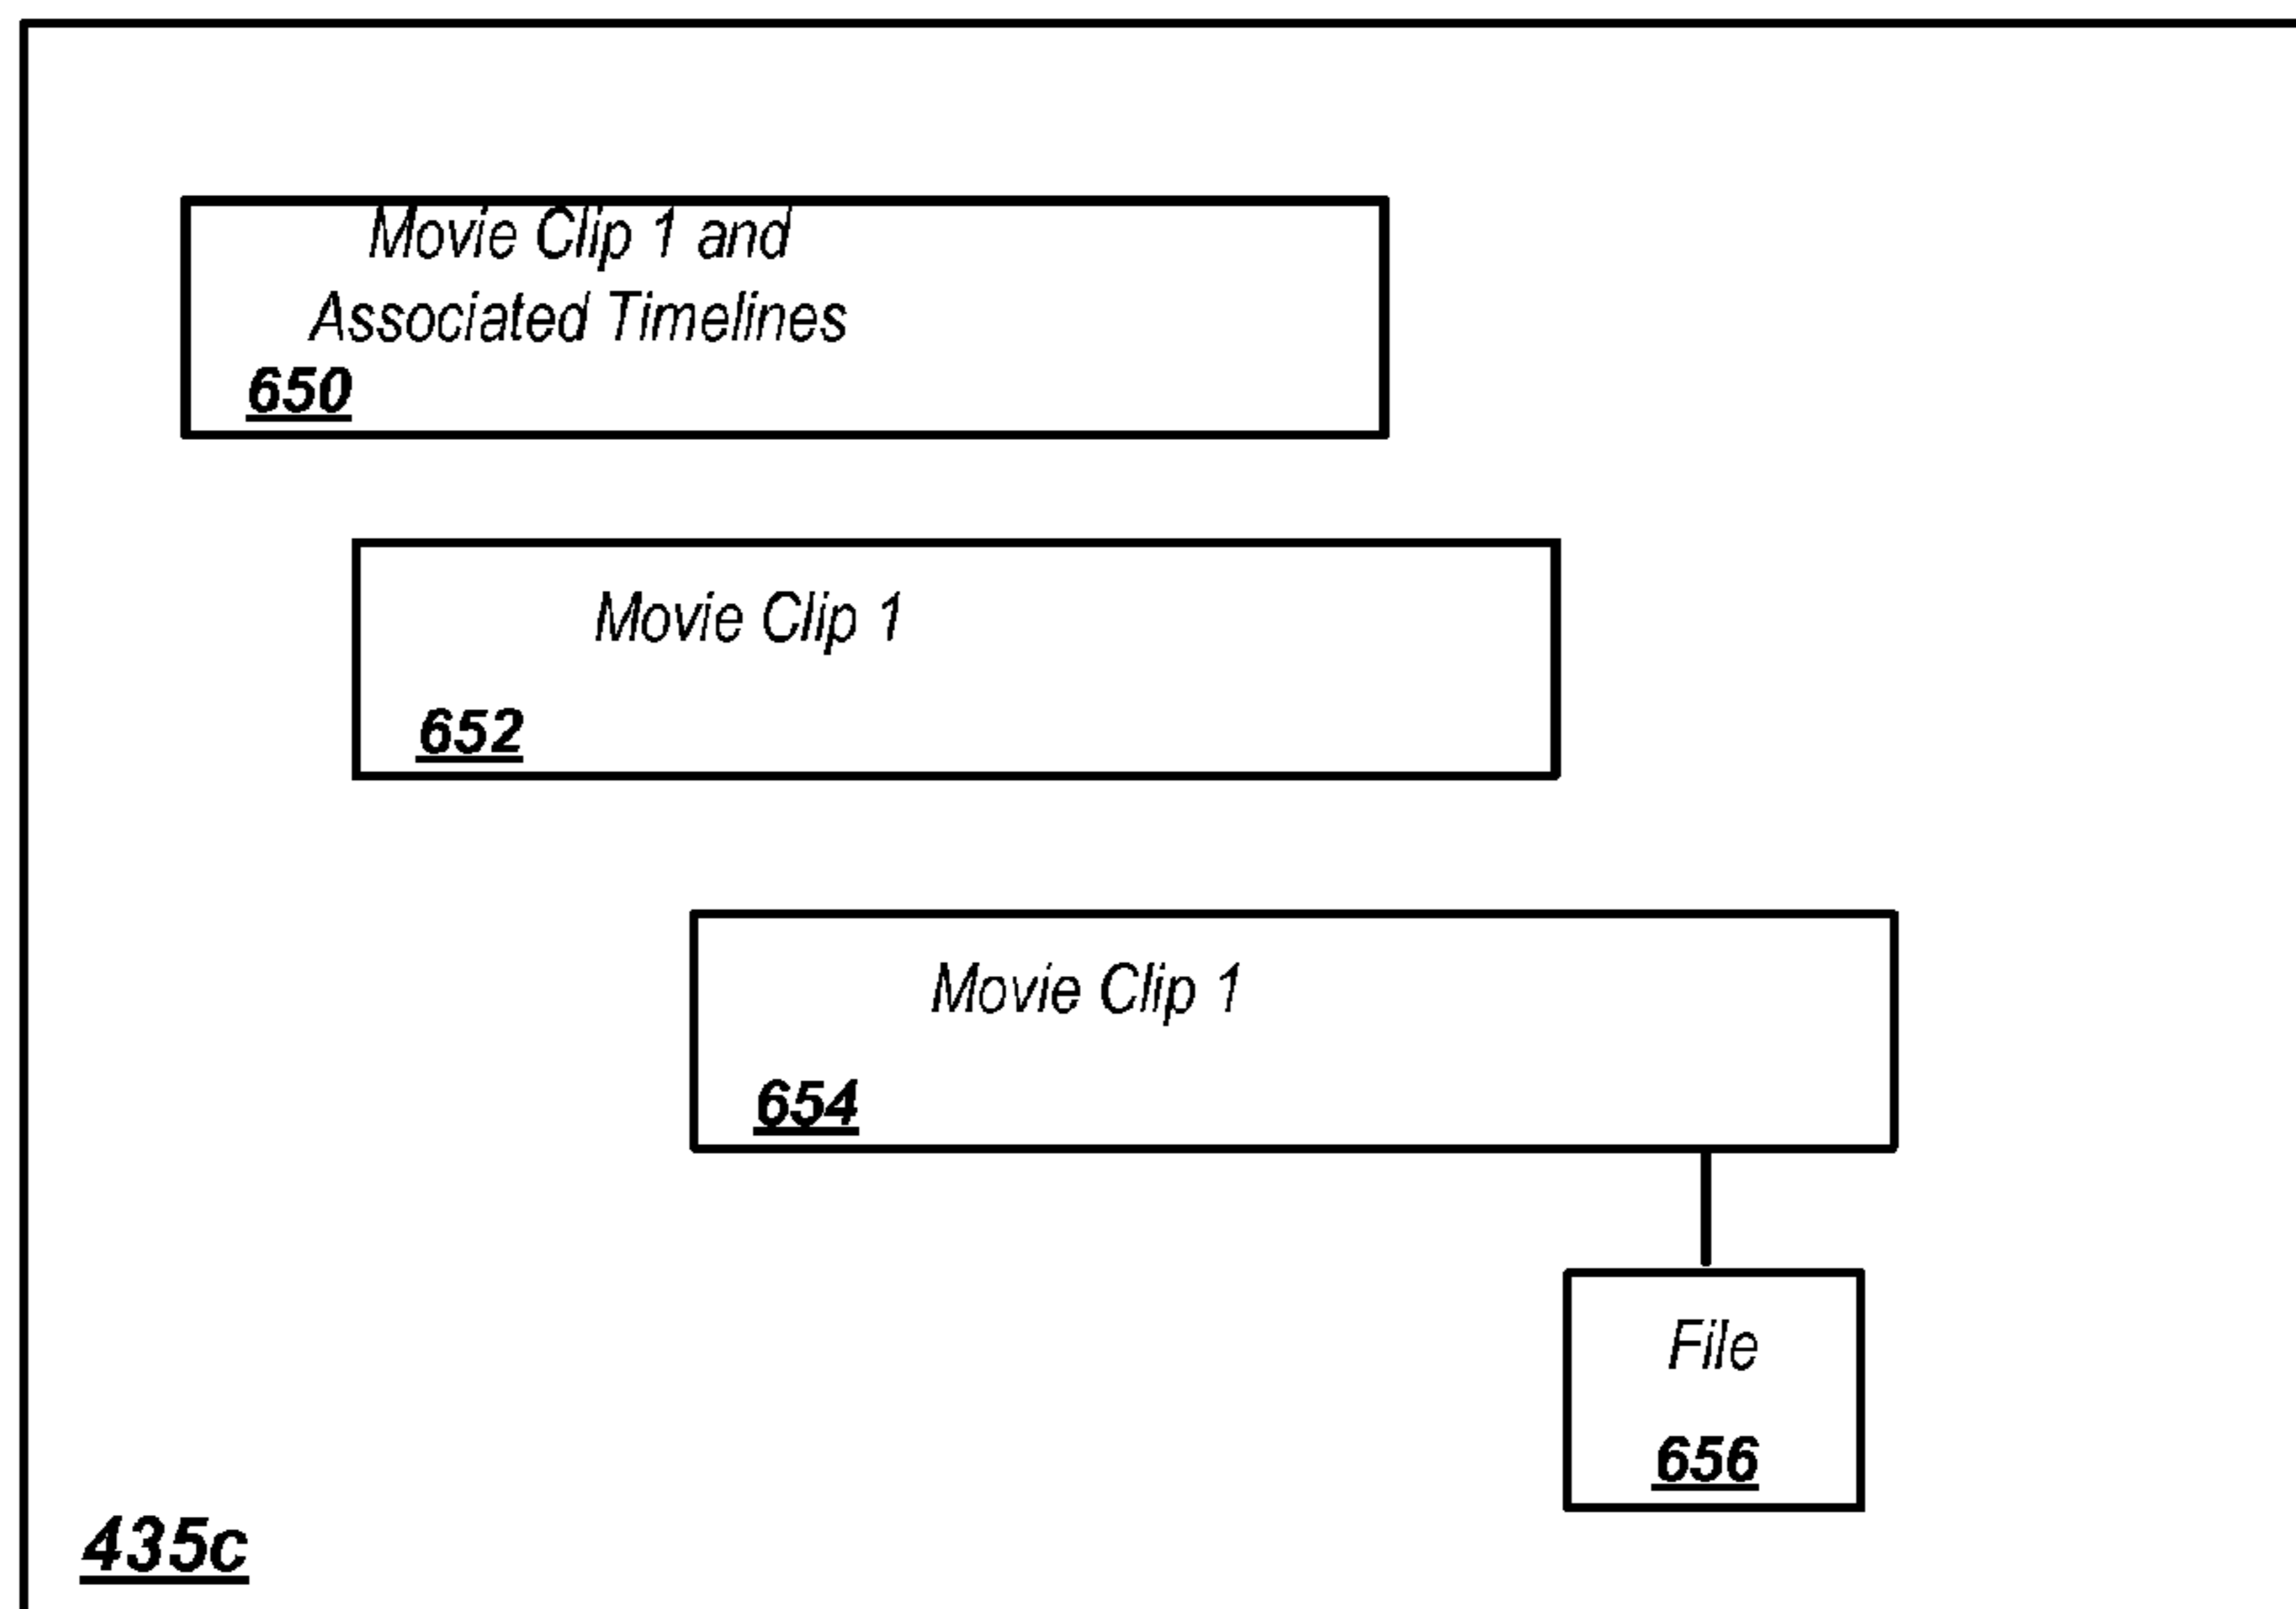 Movie Clip 1 and
Associated Timelines
650
Movie Clip 1
652
Movie Clip 1
654
File
656
435c